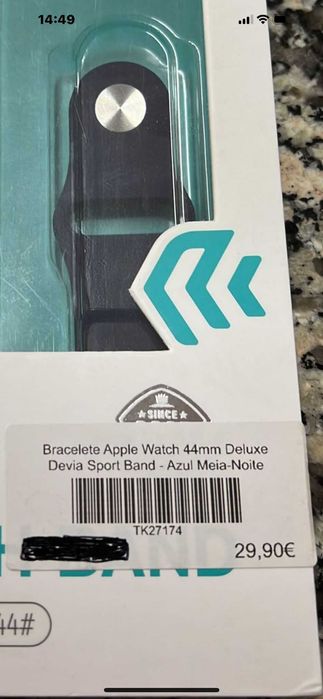 14:49
SINCE
Bracelete Apple Watch 44mm Deluxe
Devia Sport Band - Azul Meia-Noite
TK27174
29,90€
BAND
44#